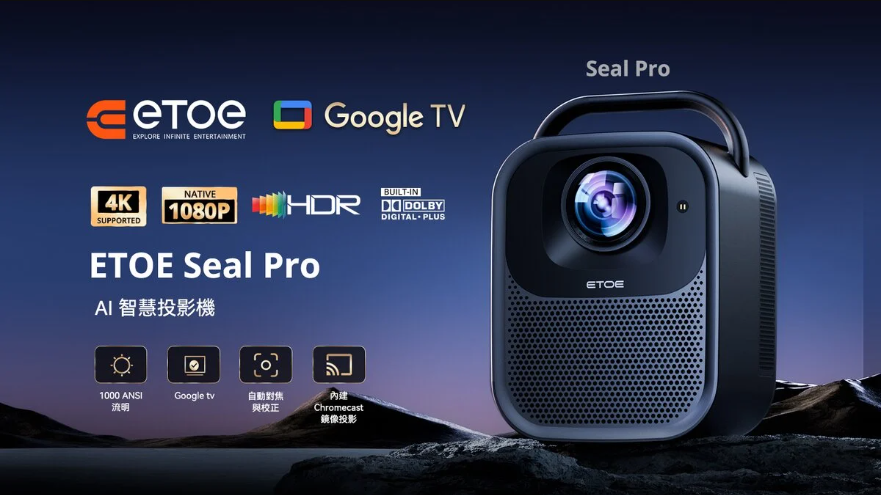 Seal Pro
eTOe
EXPLORE INFINITE ENTERTAINMENT
Google TV
4K
SUPPORTED
NATIVE
1080P
HDR
BUILT-IN
DOLBY
DIGITAL PLUS
ETOE Seal Pro
AI 智慧投影機
1000 ANSI
流明
Google tv
自動對焦
與校正
內建
Chromecast
鏡像投影
ETOE